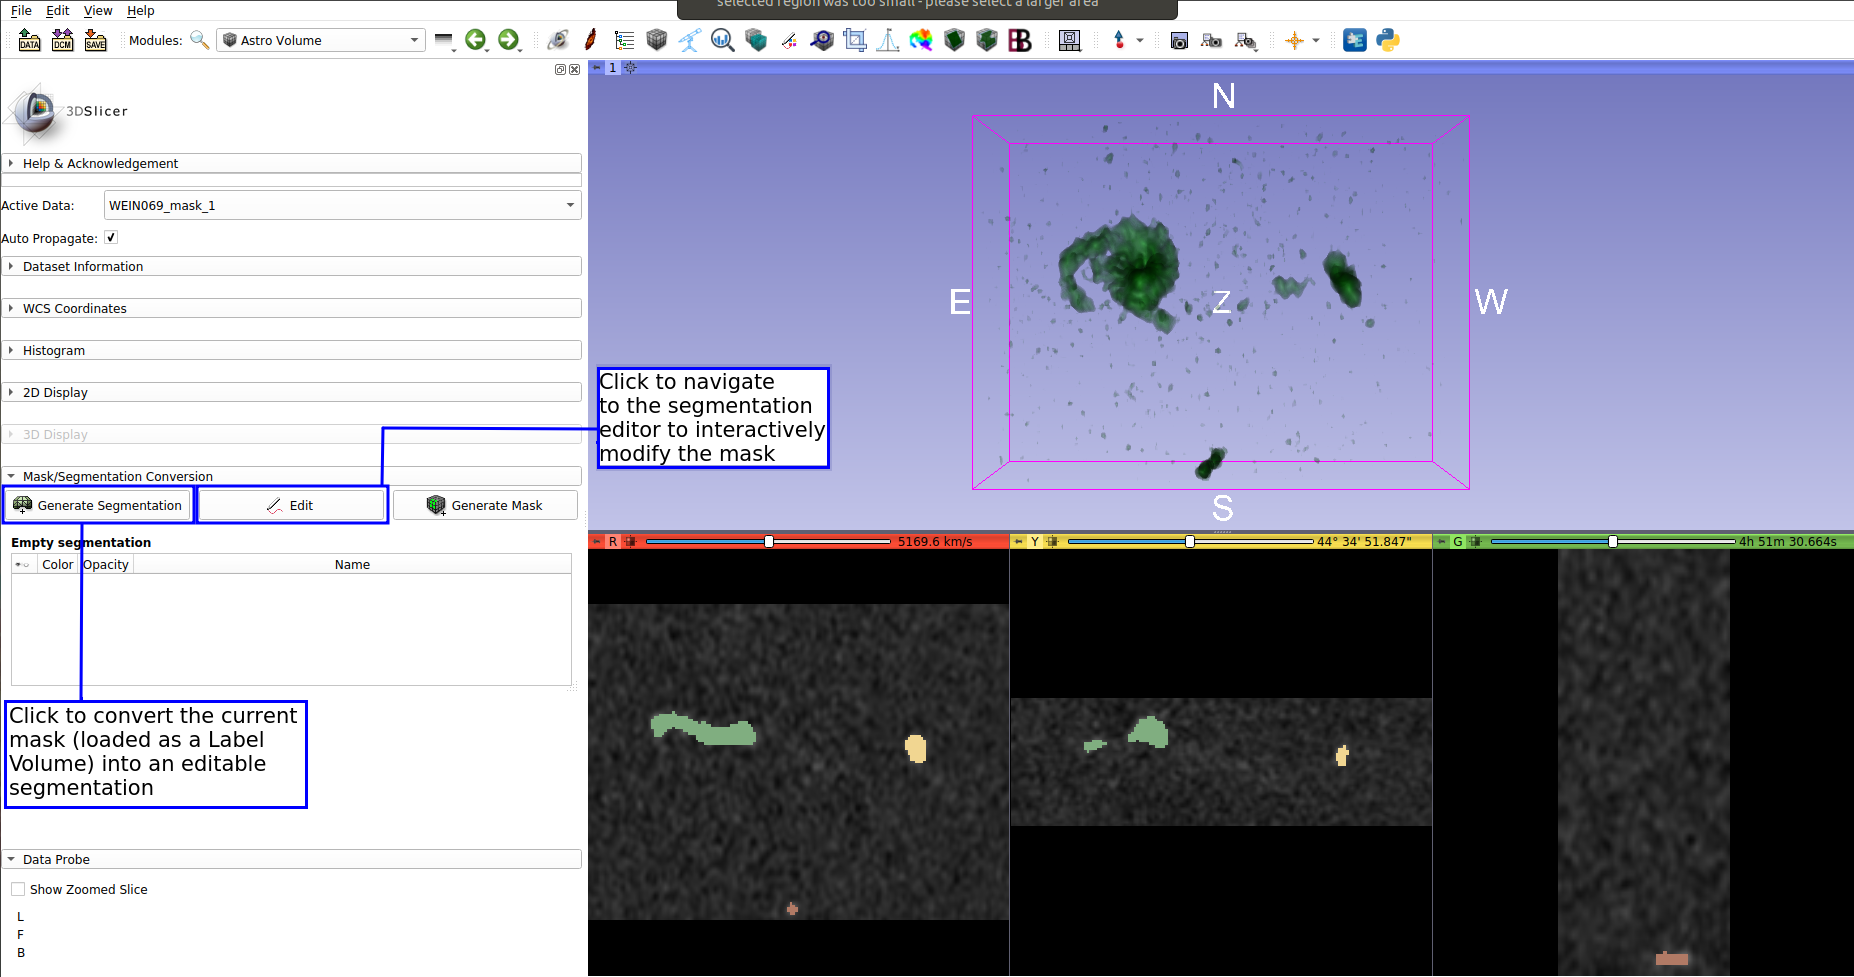 File Edit View Help
selected region was too small - please select a larger area
DATA DCM SAVE Modules: Astro Volume
1
3DSlicer
Help & Acknowledgement
Active Data: WEIN069_mask_1
Auto Propagate:
Dataset Information
WCS Coordinates
Histogram
2D Display
3D Display
Mask/Segmentation Conversion
Generate Segmentation Edit Generate Mask
Empty segmentation
Color Opacity Name
Click to convert the current
mask (loaded as a Label
Volume) into an editable
segmentation
Data Probe
Show Zoomed Slice
L
F
B
Click to navigate
to the segmentation
editor to interactively
modify the mask
N
E Z W
S
R 5169.6 km/s
Y 44° 34' 51.847"
G 4h 51m 30.664s